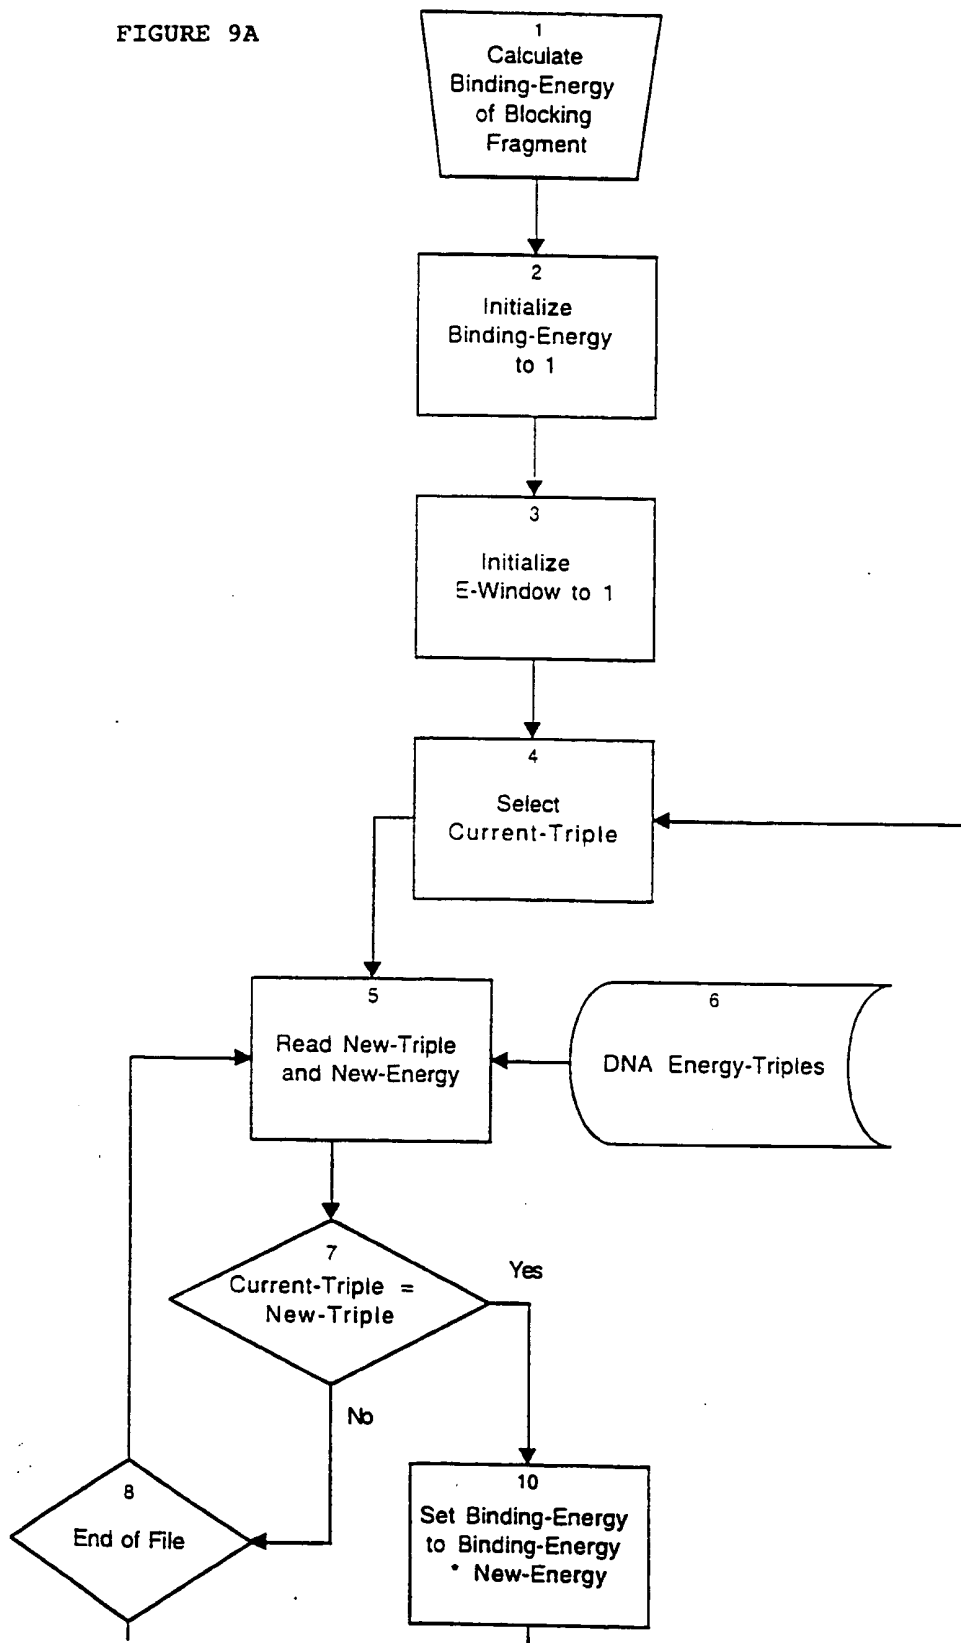 FIGURE 9A
1
Calculate
Binding-Energy
of Blocking
Fragment
2
Initialize
Binding-Energy
to 1
3
Initialize
E-Window to 1
4
Select
Current-Triple
5
Read New-Triple
and New-Energy
6
DNA Energy-Triples
7
Current-Triple =
New-Triple
Yes
No
8
End of File
10
Set Binding-Energy
to Binding-Energy
* New-Energy